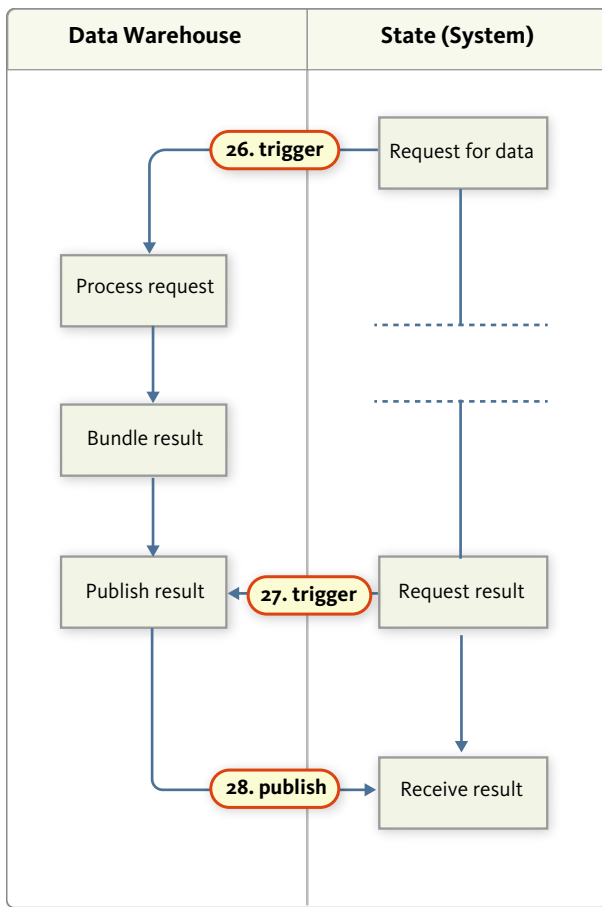 Data Warehouse
State (System)
26. trigger
Request for data
Process request
Bundle result
Publish result
27. trigger
Request result
28. publish
Receive result